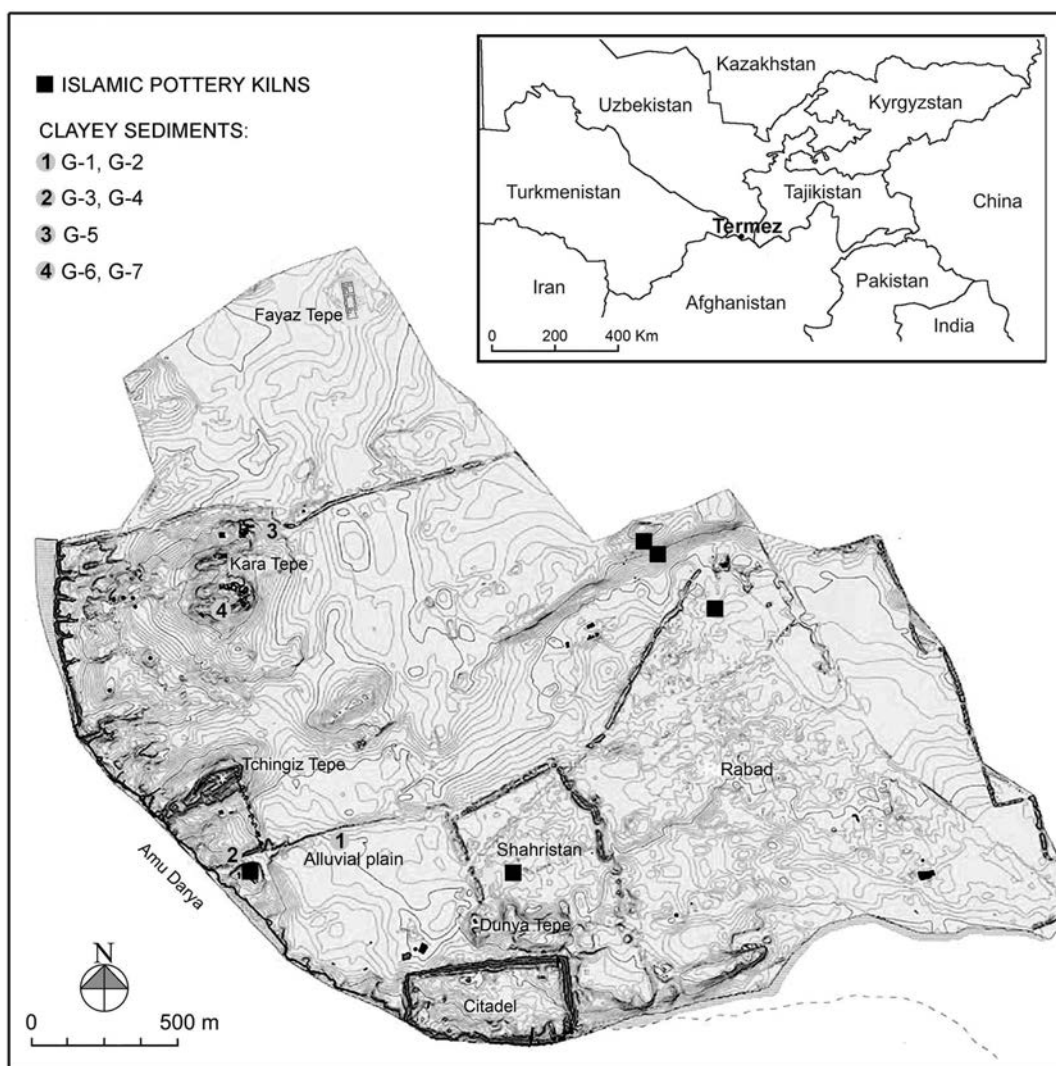 ISLAMIC POTTERY KILNS
CLAYEY SEDIMENTS:
1 G-1, G-2
2 G-3, G-4
3 G-5
4 G-6, G-7
Kazakhstan
Uzbekistan
Kyrgyzstan
Turkmenistan
Tajikistan
China
Termez
Iran
Afghanistan
Pakistan
India
0 200 400 Km
Fayaz Tepe
3
Kara Tepe
4
Tchingiz Tepe
Rabad
1
2
Alluvial plain
Shahristan
Amu Darya
Dunya Tepe
Citadel
N
0 500 m